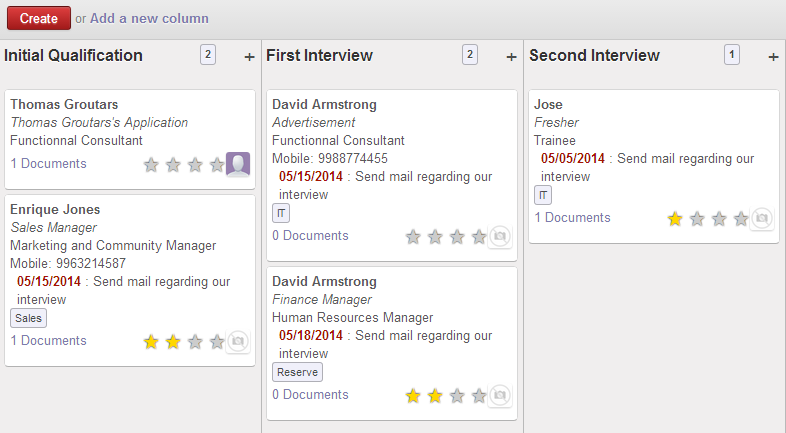 Create or Add a new column
Initial Qualification 2 +
Thomas Groutars
Thomas Groutars's Application
Functionnal Consultant
1 Documents
Enrique Jones
Sales Manager
Marketing and Community Manager
Mobile: 9963214587
05/15/2014 : Send mail regarding our
interview
Sales
1 Documents
First Interview 2 +
David Armstrong
Advertisement
Functionnal Consultant
Mobile: 9988774455
05/15/2014 : Send mail regarding our
interview
IT
0 Documents
David Armstrong
Finance Manager
Human Resources Manager
05/18/2014 : Send mail regarding our
interview
Reserve
0 Documents
Second Interview 1 +
Jose
Fresher
Trainee
05/05/2014 : Send mail regarding our
interview
IT
1 Documents